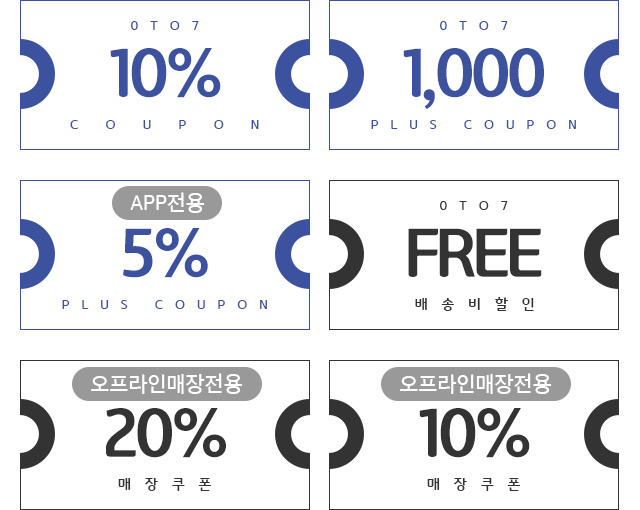 0TO7
10%
COUPON
0TO7
1,000
PLUS COUPON
APP전용
5%
PLUS COUPON
0TO7
FREE
배송비할인
오프라인매장전용
20%
매장쿠폰
오프라인매장전용
10%
매장쿠폰